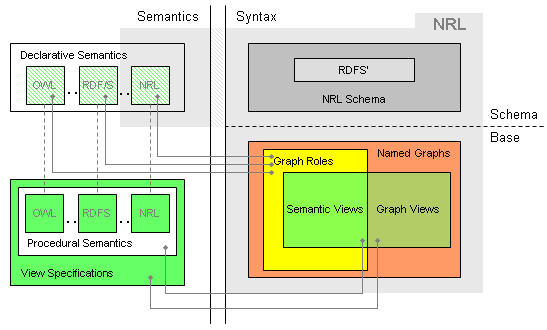 Semantics
Syntax
NRL
Declarative Semantics
OWL .. RDF/S .. NRL
RDFS'
NRL Schema
Schema
Base
Named Graphs
Graph Roles
Semantic Views
Graph Views
OWL .. RDFS .. NRL
Procedural Semantics
View Specifications